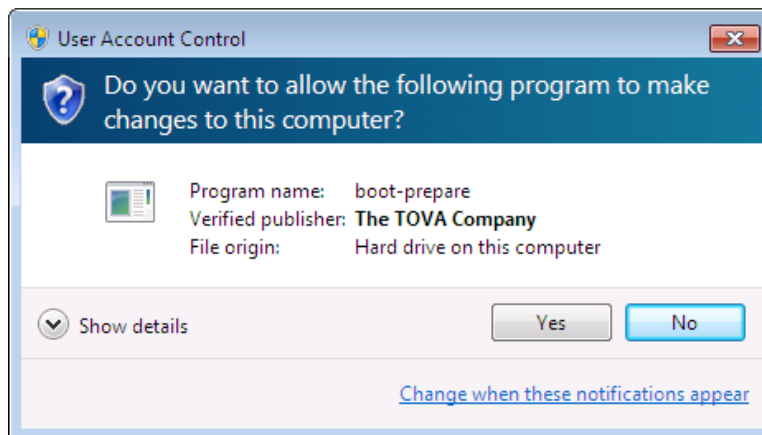 User Account Control
Do you want to allow the following program to make
changes to this computer?
Program name: boot-prepare
Verified publisher: The TOVA Company
File origin: Hard drive on this computer
Show details
Yes
No
Change when these notifications appear